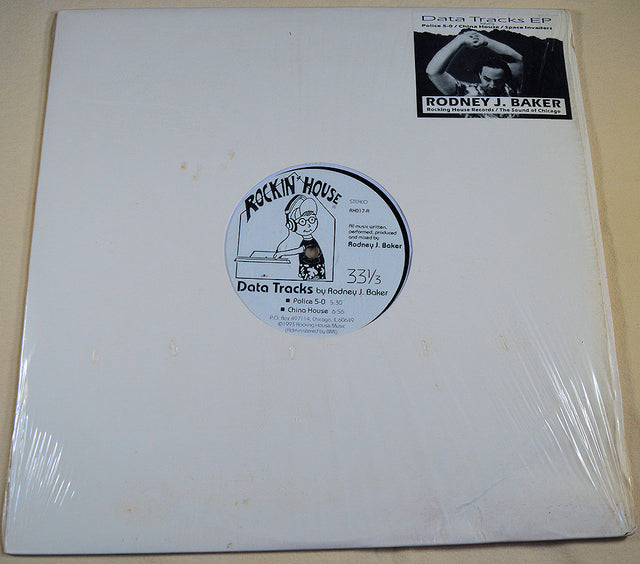 Data Tracks EP
Police 5-0 / China House / Space Invaders
RODNEY J. BAKER
Rocking House Records / The Sound of Chicago
ROCKIN' HOUSE
STEREO
RH017-A
All music written,
performed, produced
and mixed by
Rodney J. Baker
33⅓
Data Tracks by Rodney J. Baker
■ Police 5-0 5:30
■ China House 6:56
P.O. Box 497114, Chicago, IL 60649
©1995 Rocking House Music
(Administered by BMI)